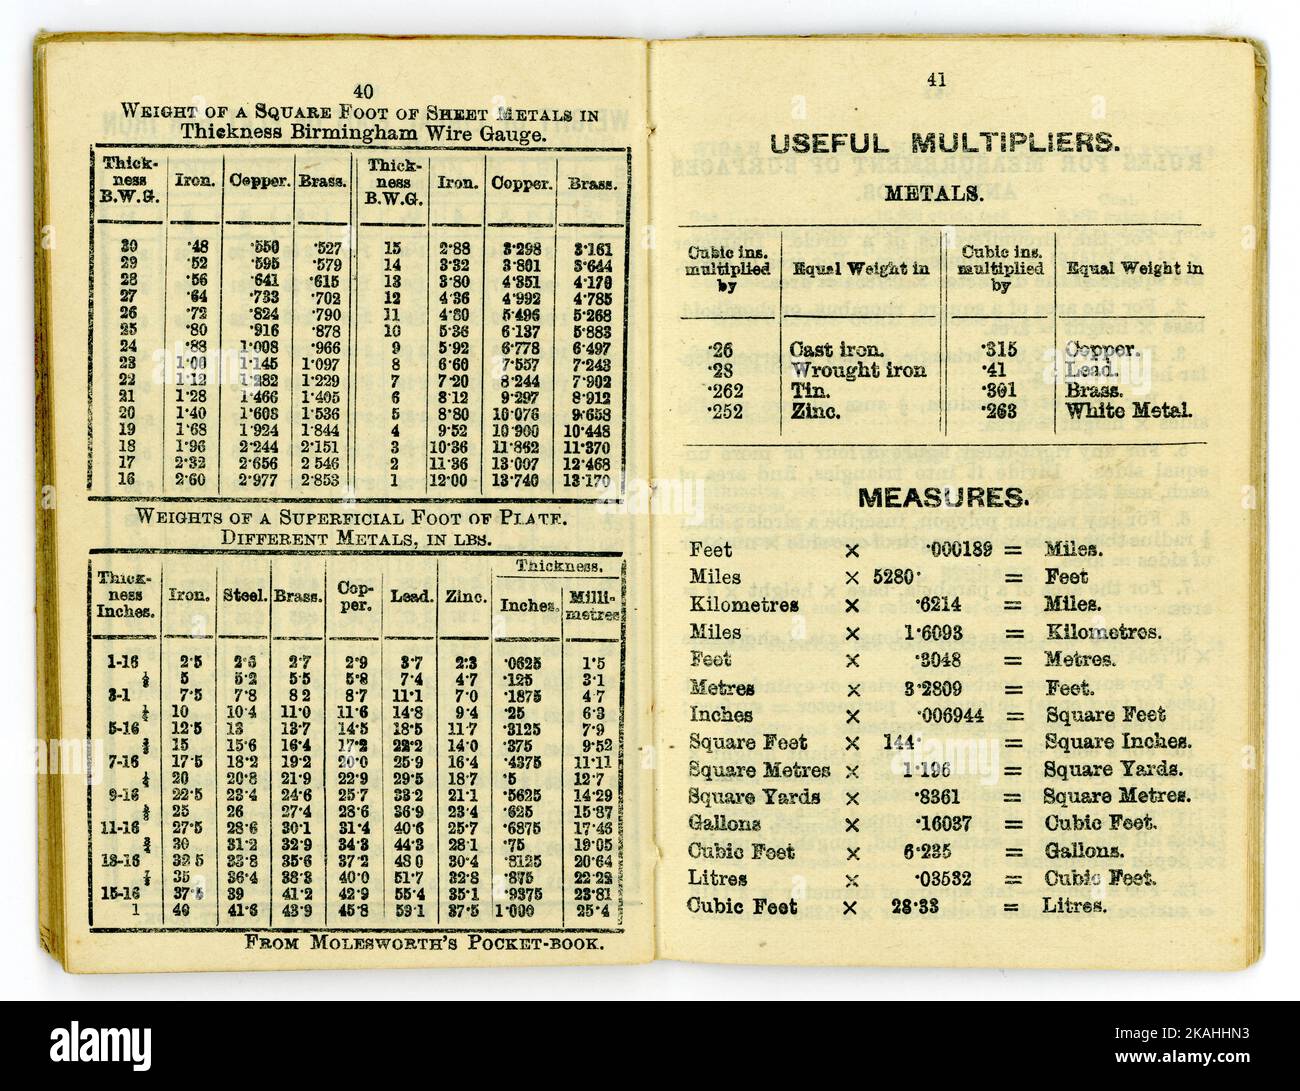 40
WEIGHT OF A SQUARE FOOT OF SHEET METALS IN
Thickness Birmingham Wire Gauge.
Thick-ness B.W.G. Iron. Copper. Brass. Thick-ness B.W.G. Iron. Copper. Brass.
30 ·48 ·550 ·527 15 2·88 3·298 3·161
29 ·52 ·595 ·579 14 3·32 3·801 3·644
28 ·56 ·641 ·615 13 3·80 4·351 4·170
27 ·64 ·733 ·702 12 4·36 4·992 4·785
26 ·72 ·824 ·790 11 4·80 5·496 5·268
25 ·80 ·916 ·878 10 5·36 6·137 5·883
24 ·88 1·008 ·966 9 5·92 6·778 6·497
23 1·00 1·145 1·097 8 6·60 7·557 7·243
22 1·12 1·282 1·229 7 7·20 8·244 7·902
21 1·28 1·466 1·405 6 8·12 9·297 8·912
20 1·40 1·603 1·536 5 8·80 10·076 9·658
19 1·68 1·924 1·844 4 9·52 10·900 10·448
18 1·96 2·244 2·151 3 10·36 11·862 11·370
17 2·32 2·656 2 546 2 11·36 13·007 12·468
16 2·60 2·977 2·853 1 12·00 13·740 13·170
WEIGHTS OF A SUPERFICIAL FOOT OF PLATE.
DIFFERENT METALS, IN LBS.
Thick-ness Inches. Iron. Steel. Brass. Cop-per. Lead. Zinc. Thickness. Inches. Milli-metres
1-16 2·5 2·6 2·7 2·9 3·7 2·3 ·0625 1·5
⅛ 5 5·2 5·5 5·8 7·4 4·7 ·125 3·1
3-1 7·5 7·8 8 2 8·7 11·1 7·0 ·1875 4·7
¼ 10 10·4 11·0 11·6 14·8 9·4 ·25 6·3
5-16 12·5 13 13·7 14·5 18·5 11·7 ·3125 7·9
⅜ 15 15·6 16·4 17·2 22·2 14·0 ·375 9·52
7-16 17·5 18·2 19·2 20·0 25·9 16·4 ·4375 11·11
20 20·8 21·9 22·9 29·5 18·7 ·5 12·7
9-16 22·5 23·4 24·6 25·7 33·2 21·1 ·5625 14·29
⅝ 25 26 27·4 28·6 36·9 23·4 ·625 15·87
11-16 27·5 28·6 30·1 31·4 40·6 25·7 ·6875 17·46
¾ 30 31·2 32·9 34·3 44·3 28·1 ·75 19·05
13-16 32 5 33·8 35·6 37·2 48 0 30·4 ·8125 20·64
⅞ 35 36·4 38·3 40·0 51·7 32·8 ·875 22·22
15-16 37·5 39 41·2 42·9 55·4 35·1 ·9375 23·81
1 40 41·6 43·9 45·8 59·1 37·5 1·000 25·4
FROM MOLESWORTH'S POCKET-BOOK.
41
USEFUL MULTIPLIERS.
METALS.
Cubic ins. multiplied by Equal Weight in Cubic ins. multiplied by Equal Weight in
·26 Cast iron. ·315 Copper.
·28 Wrought iron ·41 Lead.
·262 Tin. ·301 Brass.
·252 Zinc. ·263 White Metal.
MEASURES.
Feet × ·000189 = Miles.
Miles × 5280· = Feet
Kilometres × ·6214 = Miles.
Miles × 1·6093 = Kilometres.
Feet × ·3048 = Metres.
Metres × 3·2809 = Feet.
Inches × ·006944 = Square Feet
Square Feet × 144· = Square Inches.
Square Metres × 1·196 = Square Yards.
Square Yards × ·8361 = Square Metres.
Gallons × ·16037 = Cubic Feet.
Cubic Feet × 6·235 = Gallons.
Litres × ·03532 = Cubic Feet.
Cubic Feet × 28·33 = Litres.
alamy
Image ID: 2KAHHN3
www.alamy.com